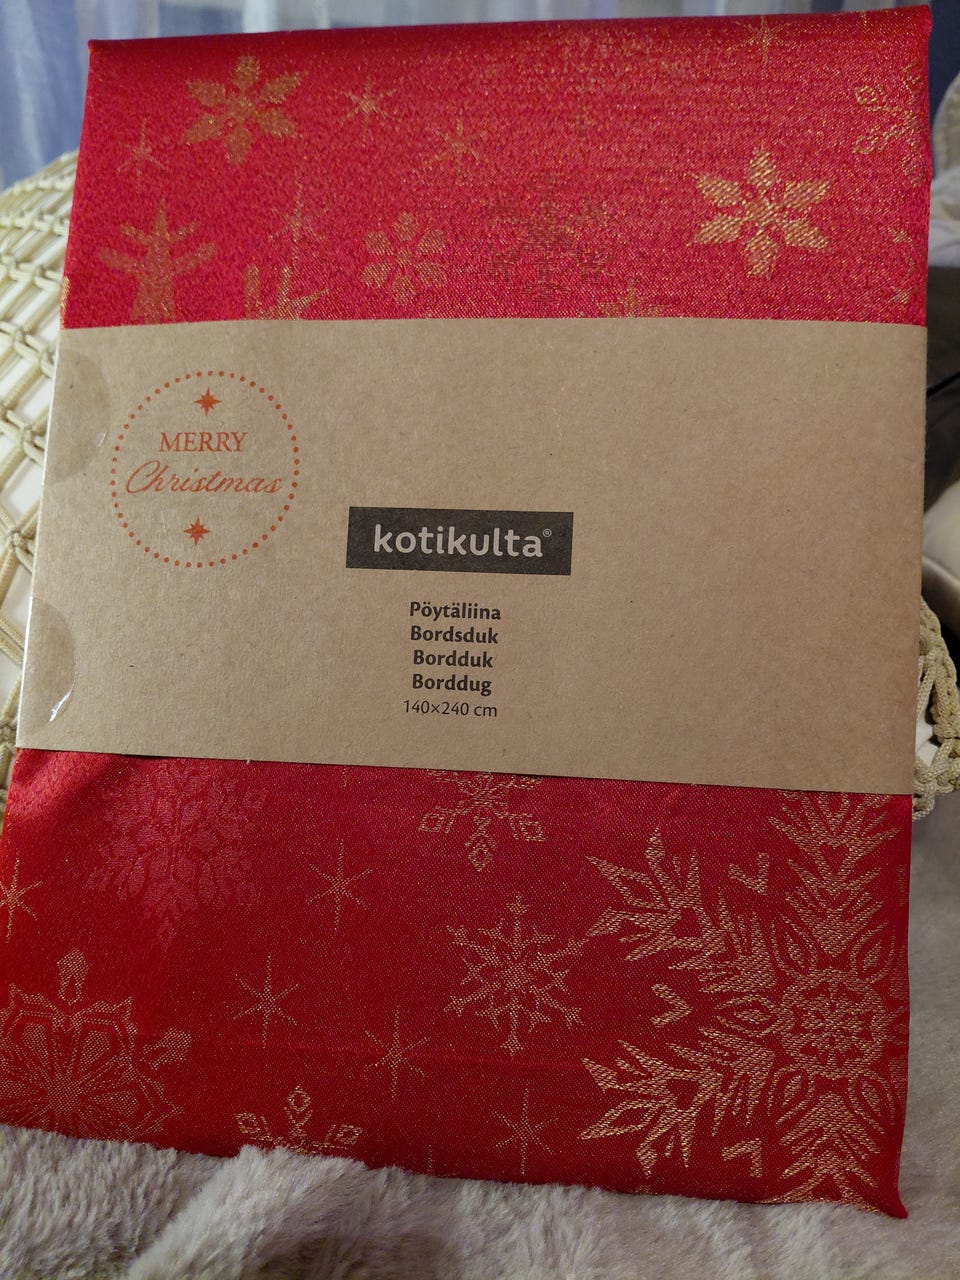 MERRY
Christmas
kotikulta®
Pöytäliina
Bordsduk
Bordduk
Borddug
140×240 cm